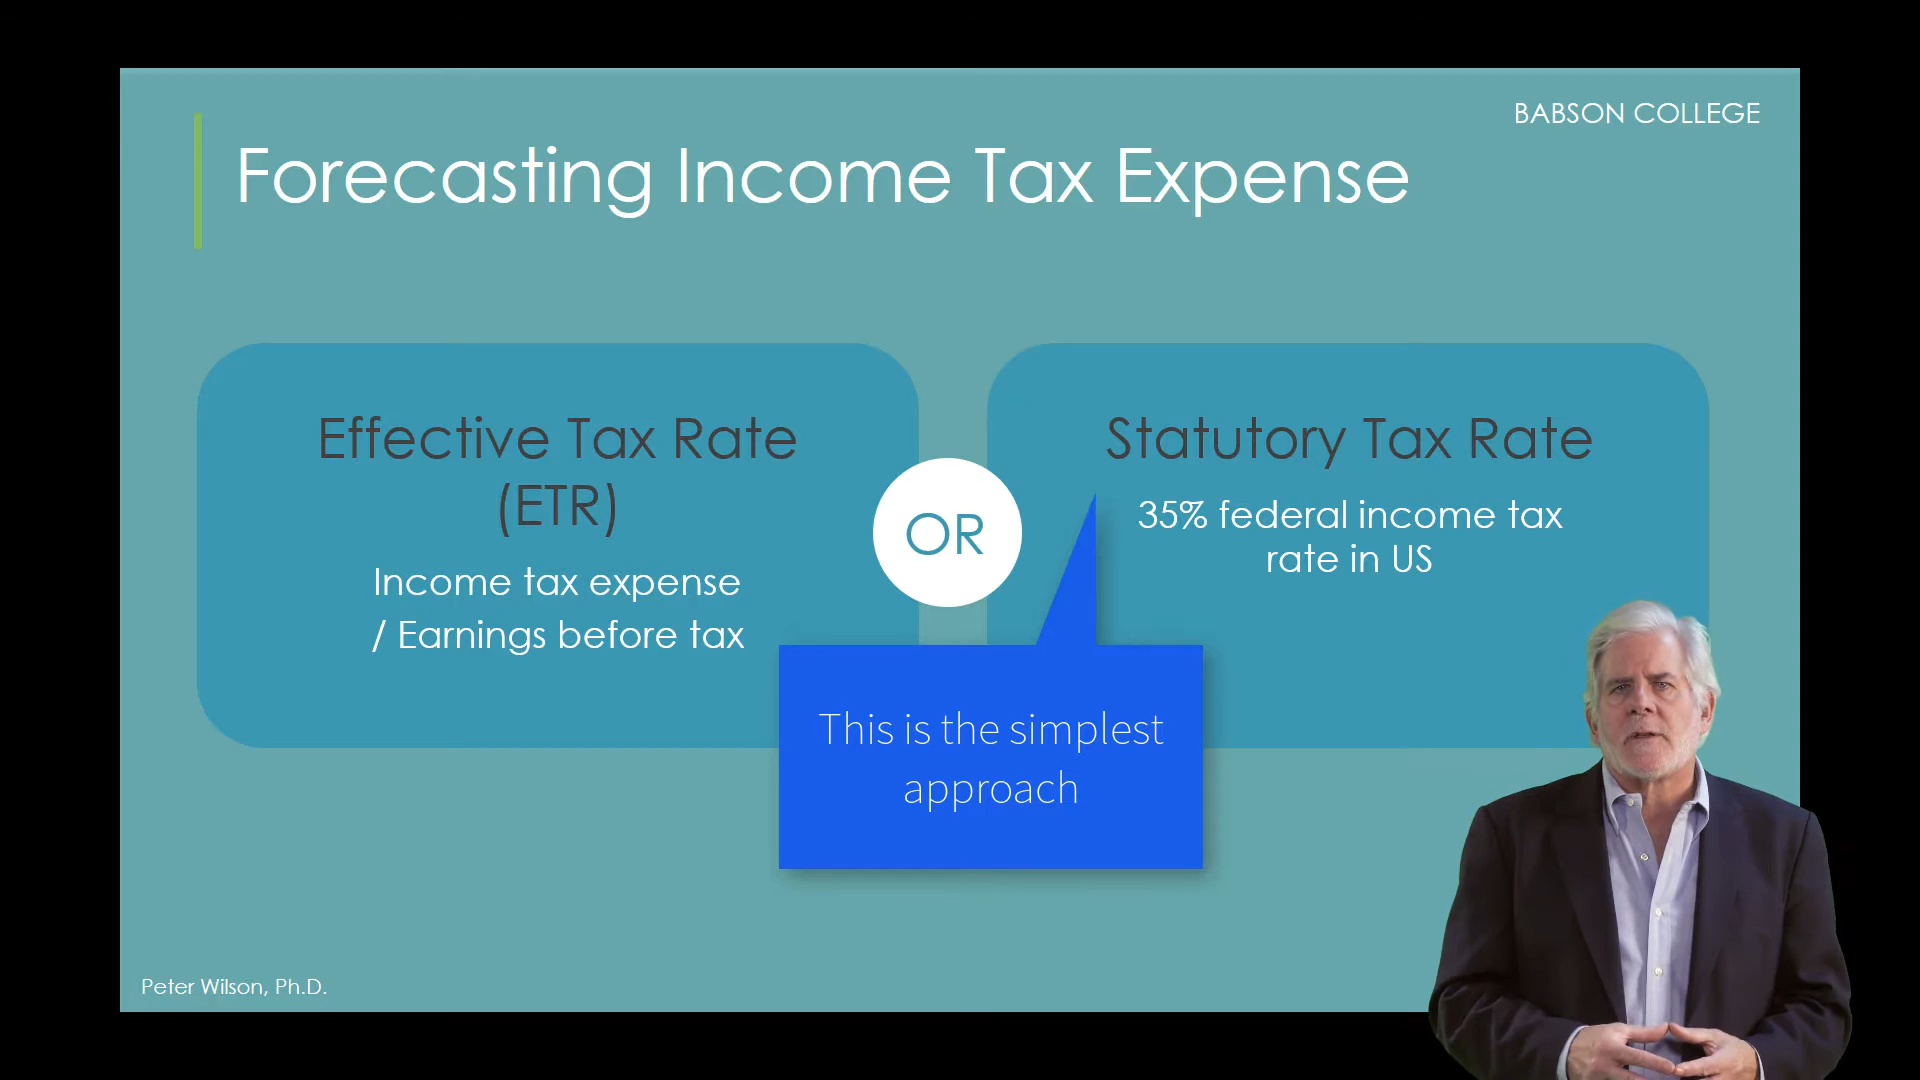 BABSON COLLEGE
Forecasting Income Tax Expense
Effective Tax Rate
(ETR)
Income tax expense
/ Earnings before tax
OR
Statutory Tax Rate
35% federal income tax
rate in US
This is the simplest
approach
Peter Wilson, Ph.D.